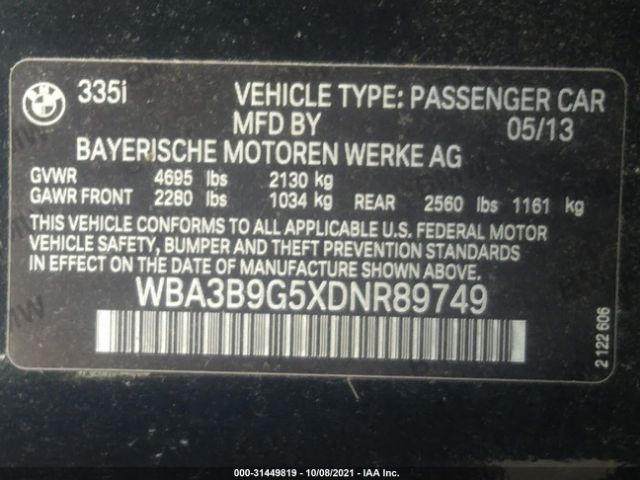 335i VEHICLE TYPE: PASSENGER CAR
MFD BY 05/13
BAYERISCHE MOTOREN WERKE AG
GVWR 4695 lbs 2130 kg
GAWR FRONT 2280 lbs 1034 kg REAR 2560 lbs 1161 kg
THIS VEHICLE CONFORMS TO ALL APPLICABLE U.S. FEDERAL MOTOR
VEHICLE SAFETY, BUMPER AND THEFT PREVENTION STANDARDS
IN EFFECT ON THE DATE OF MANUFACTURE SHOWN ABOVE.
WBA3B9G5XDNR89749
2 122 606
000-31449819 - 10/08/2021 - IAA Inc.